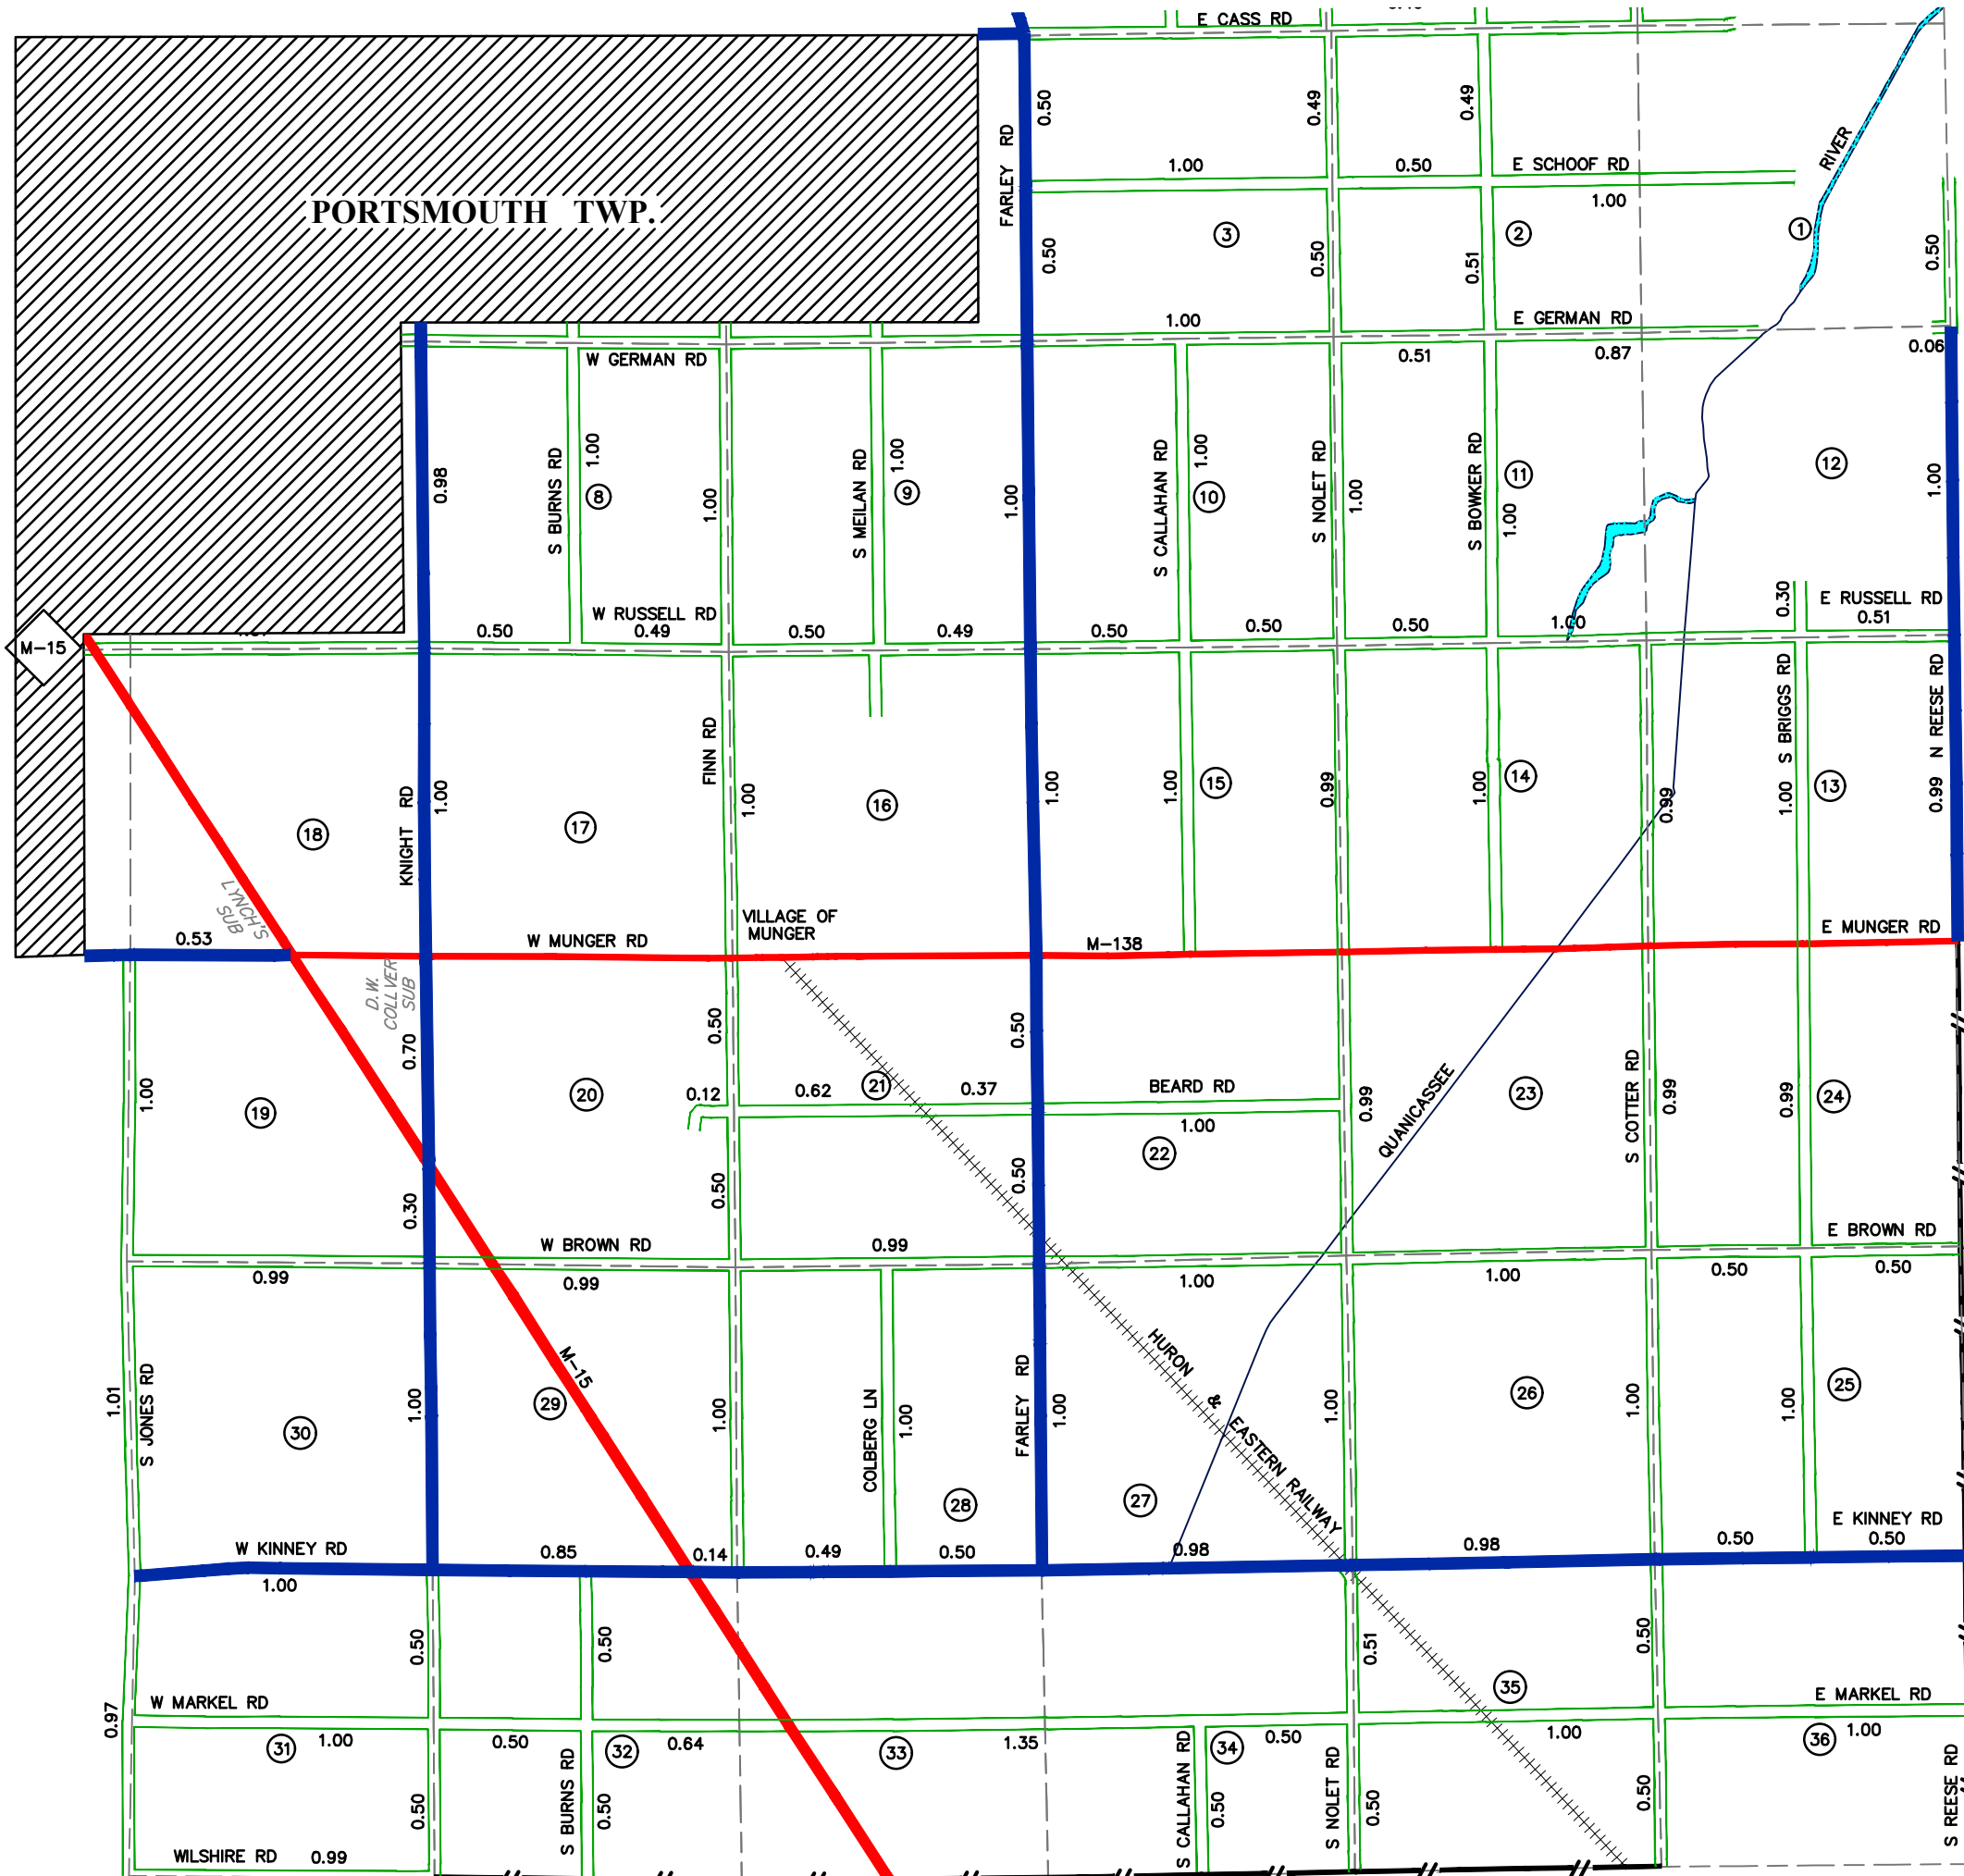 E CASS RD
0.50
0.49
0.49
FARLEY RD
RIVER
1.00
0.50
E SCHOOF RD
1.00
PORTSMOUTH TWP.
3
2
1
0.50
0.50
0.51
0.50
1.00
E GERMAN RD
W GERMAN RD
0.51
0.87
0.06
0.98
S BURNS RD
1.00
8
1.00
S MEILAN RD
1.00
9
1.00
S CALLAHAN RD
1.00
10
S NOLET RD
1.00
S BOWKER RD
1.00
11
12
1.00
M-15
0.50
W RUSSELL RD
0.49
0.50
0.49
0.50
0.50
0.50
1.00
0.30
E RUSSELL RD
0.51
FINN RD
S BRIGGS RD
N REESE RD
KNIGHT RD
1.00
18
17
1.00
16
1.00
1.00
15
0.99
1.00
14
0.99
1.00
13
0.99
LYNCH'S
SUB
0.53
W MUNGER RD
VILLAGE OF
MUNGER
M-138
E MUNGER RD
D.W.
COLLVER
SUB
0.70
0.50
0.50
1.00
19
20
0.12
0.62
21
0.37
BEARD RD
1.00
0.99
QUANICASSEE
23
S COTTER RD
0.99
0.99
24
22
0.30
0.50
0.50
W BROWN RD
0.99
E BROWN RD
0.99
0.99
1.00
1.00
0.50
0.50
1.01
S JONES RD
30
1.00
29
M-15
1.00
COLBERG LN
1.00
FARLEY RD
1.00
HURON & EASTERN RAILWAY
1.00
26
1.00
1.00
25
28
27
W KINNEY RD
1.00
0.85
0.14
0.49
0.50
0.98
0.98
0.50
E KINNEY RD
0.50
0.50
0.50
0.51
0.50
0.97
W MARKEL RD
35
E MARKEL RD
31
1.00
0.50
32
0.64
33
1.35
34
0.50
1.00
36
1.00
0.50
S BURNS RD
0.50
S CALLAHAN RD
0.50
S NOLET RD
0.50
0.50
S REESE RD
WILSHIRE RD
0.99